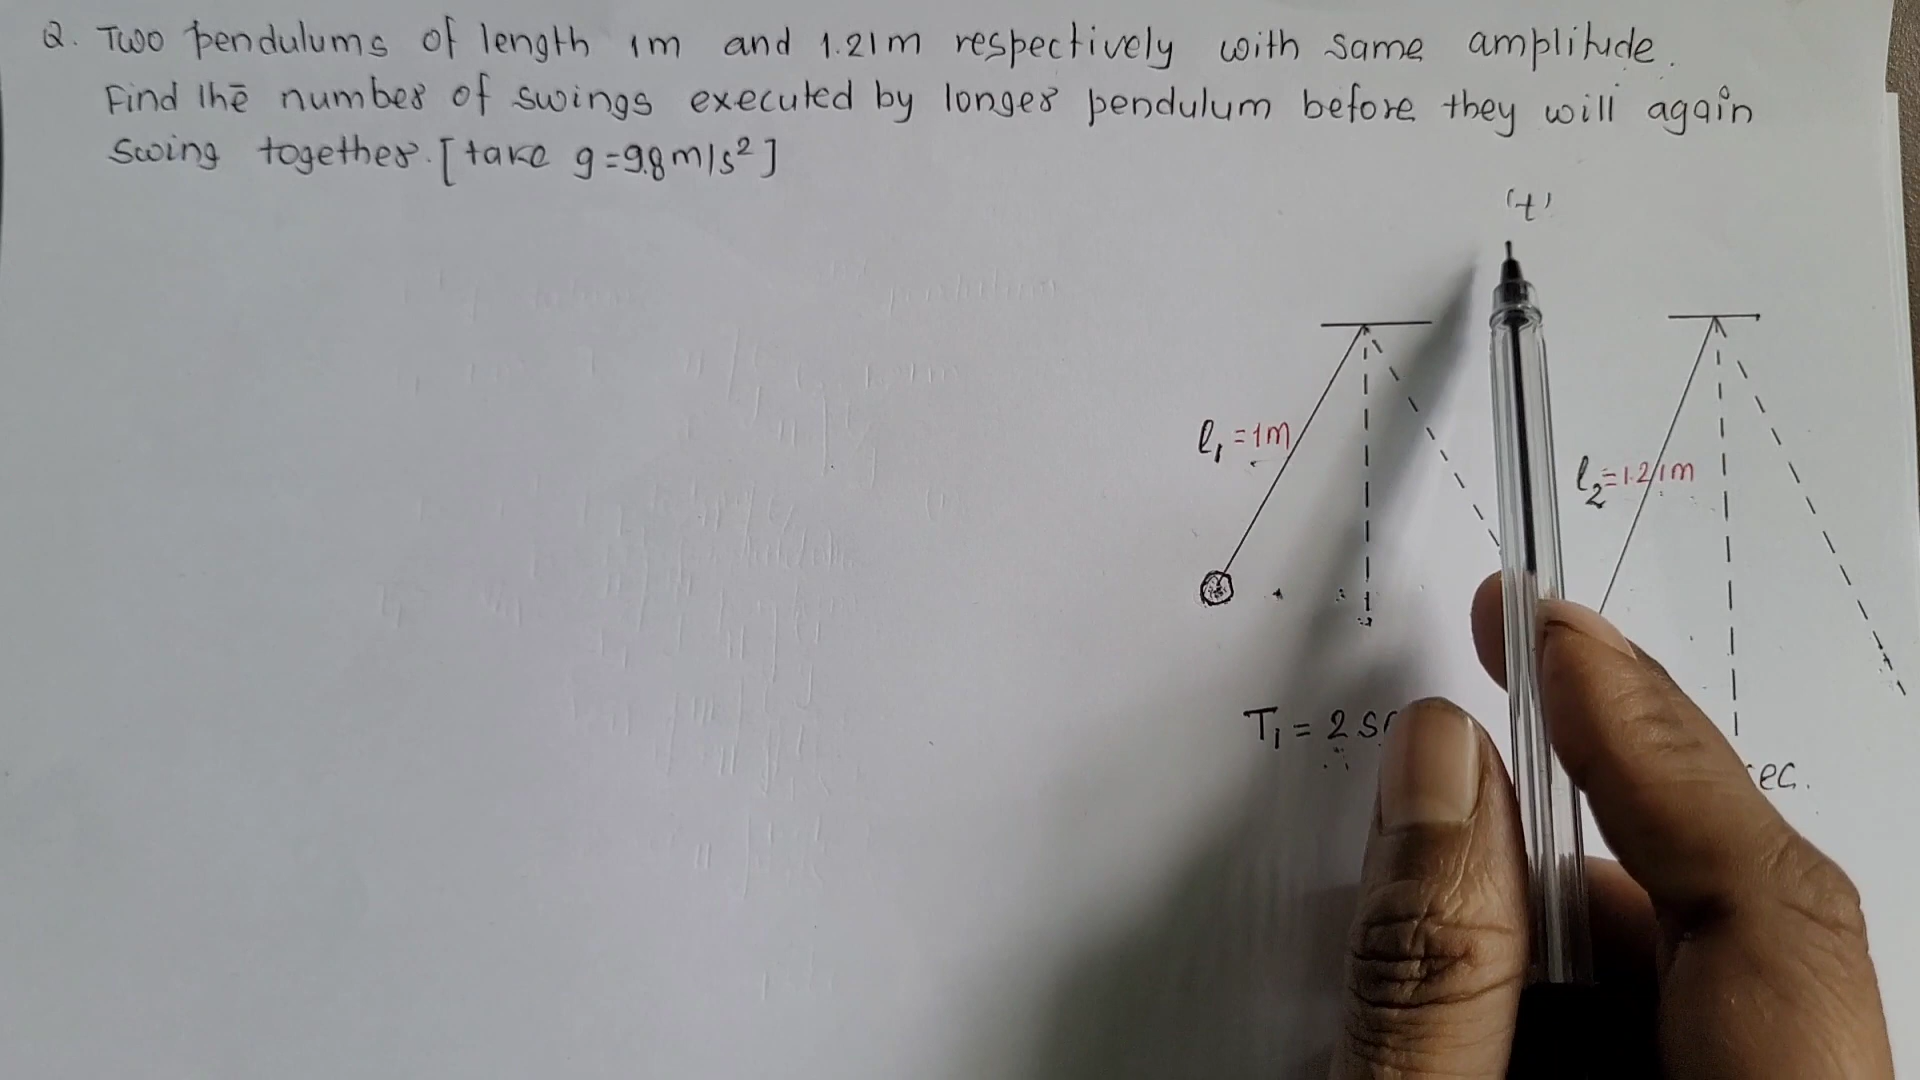 Q. Two pendulums of length 1m and 1.21m respectively with same amplitude.
Find the number of swings executed by longer pendulum before they will again
Swing together. [take g=9.8m/s²]
't'
l₁ =1m
l₂=1.21m
T₁ = 2
ec.